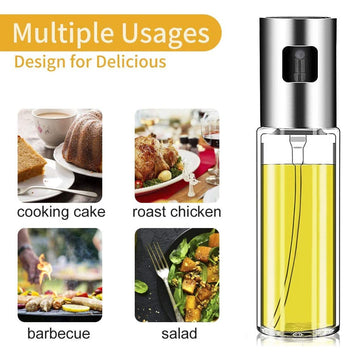 Multiple Usages
Design for Delicious
cooking cake
roast chicken
barbecue
salad